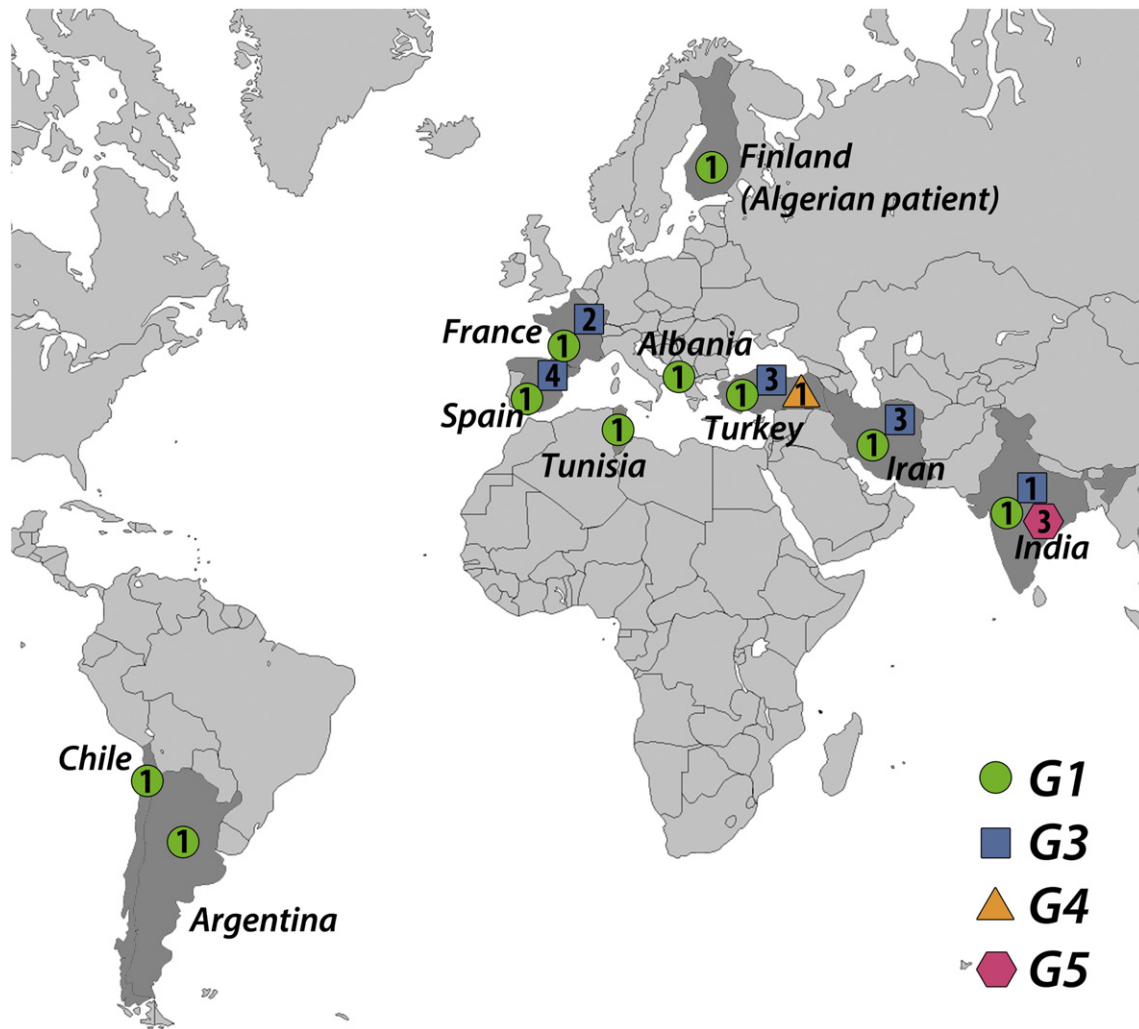 1
Finland
(Algerian patient)
2
France
1
Albania
4
1
3
1
1
Spain
1
Turkey
3
1
1
Iran
Tunisia
1
1
3
India
Chile
1
1
Argentina
G1
G3
G4
G5